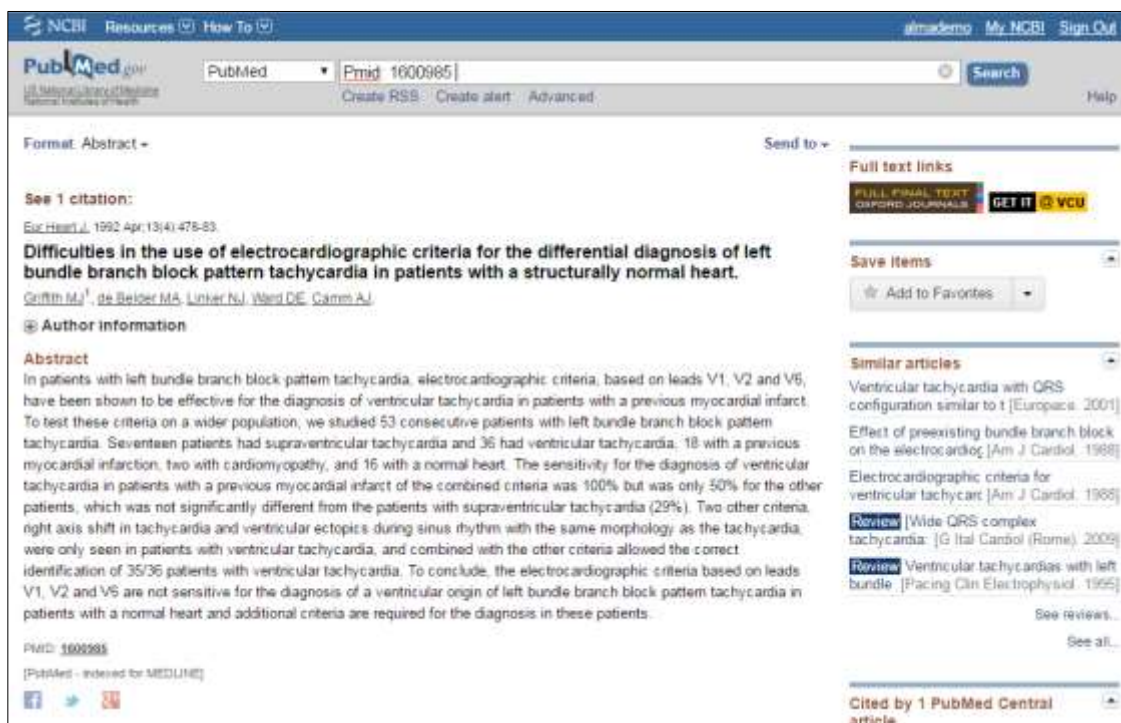 NCBI Resources How To almademo My NCBI Sign Out
PubMed.gov
US National Library of Medicine
National Institutes of Health
PubMed Pmid: 1600985 Search
Create RSS Create alert Advanced Help
Format: Abstract Send to
See 1 citation:
Eur Heart J. 1992 Apr;13(4):478-83.
Difficulties in the use of electrocardiographic criteria for the differential diagnosis of left
bundle branch block pattern tachycardia in patients with a structurally normal heart.
Griffith MJ1, de Belder MA, Linker NJ, Ward DE, Camm AJ.
Author information
Abstract
In patients with left bundle branch block pattern tachycardia, electrocardiographic criteria, based on leads V1, V2 and V6,
have been shown to be effective for the diagnosis of ventricular tachycardia in patients with a previous myocardial infarct.
To test these criteria on a wider population, we studied 53 consecutive patients with left bundle branch block pattern
tachycardia. Seventeen patients had supraventricular tachycardia and 36 had ventricular tachycardia, 18 with a previous
myocardial infarction, two with cardiomyopathy, and 16 with a normal heart. The sensitivity for the diagnosis of ventricular
tachycardia in patients with a previous myocardial infarct of the combined criteria was 100% but was only 50% for the other
patients, which was not significantly different from the patients with supraventricular tachycardia (29%). Two other criteria,
right axis shift in tachycardia and ventricular ectopics during sinus rhythm with the same morphology as the tachycardia,
were only seen in patients with ventricular tachycardia, and combined with the other criteria allowed the correct
identification of 35/36 patients with ventricular tachycardia. To conclude, the electrocardiographic criteria based on leads
V1, V2 and V6 are not sensitive for the diagnosis of a ventricular origin of left bundle branch block pattern tachycardia in
patients with a normal heart and additional criteria are required for the diagnosis in these patients.
PMID: 1600985
[PubMed - indexed for MEDLINE]
Full text links
FULL FINAL TEXT
OXFORD JOURNALS
GET IT @ VCU
Save items
Add to Favorites
Similar articles
Ventricular tachycardia with QRS
configuration similar to t [Europace. 2001]
Effect of preexisting bundle branch block
on the electrocardiog [Am J Cardiol. 1988]
Electrocardiographic criteria for
ventricular tachycard [Am J Cardiol. 1988]
Review [Wide QRS complex
tachycardia: [G Ital Cardiol (Rome). 2009]
Review Ventricular tachycardias with left
bundle [Pacing Clin Electrophysiol. 1995]
See reviews...
See all...
Cited by 1 PubMed Central
article